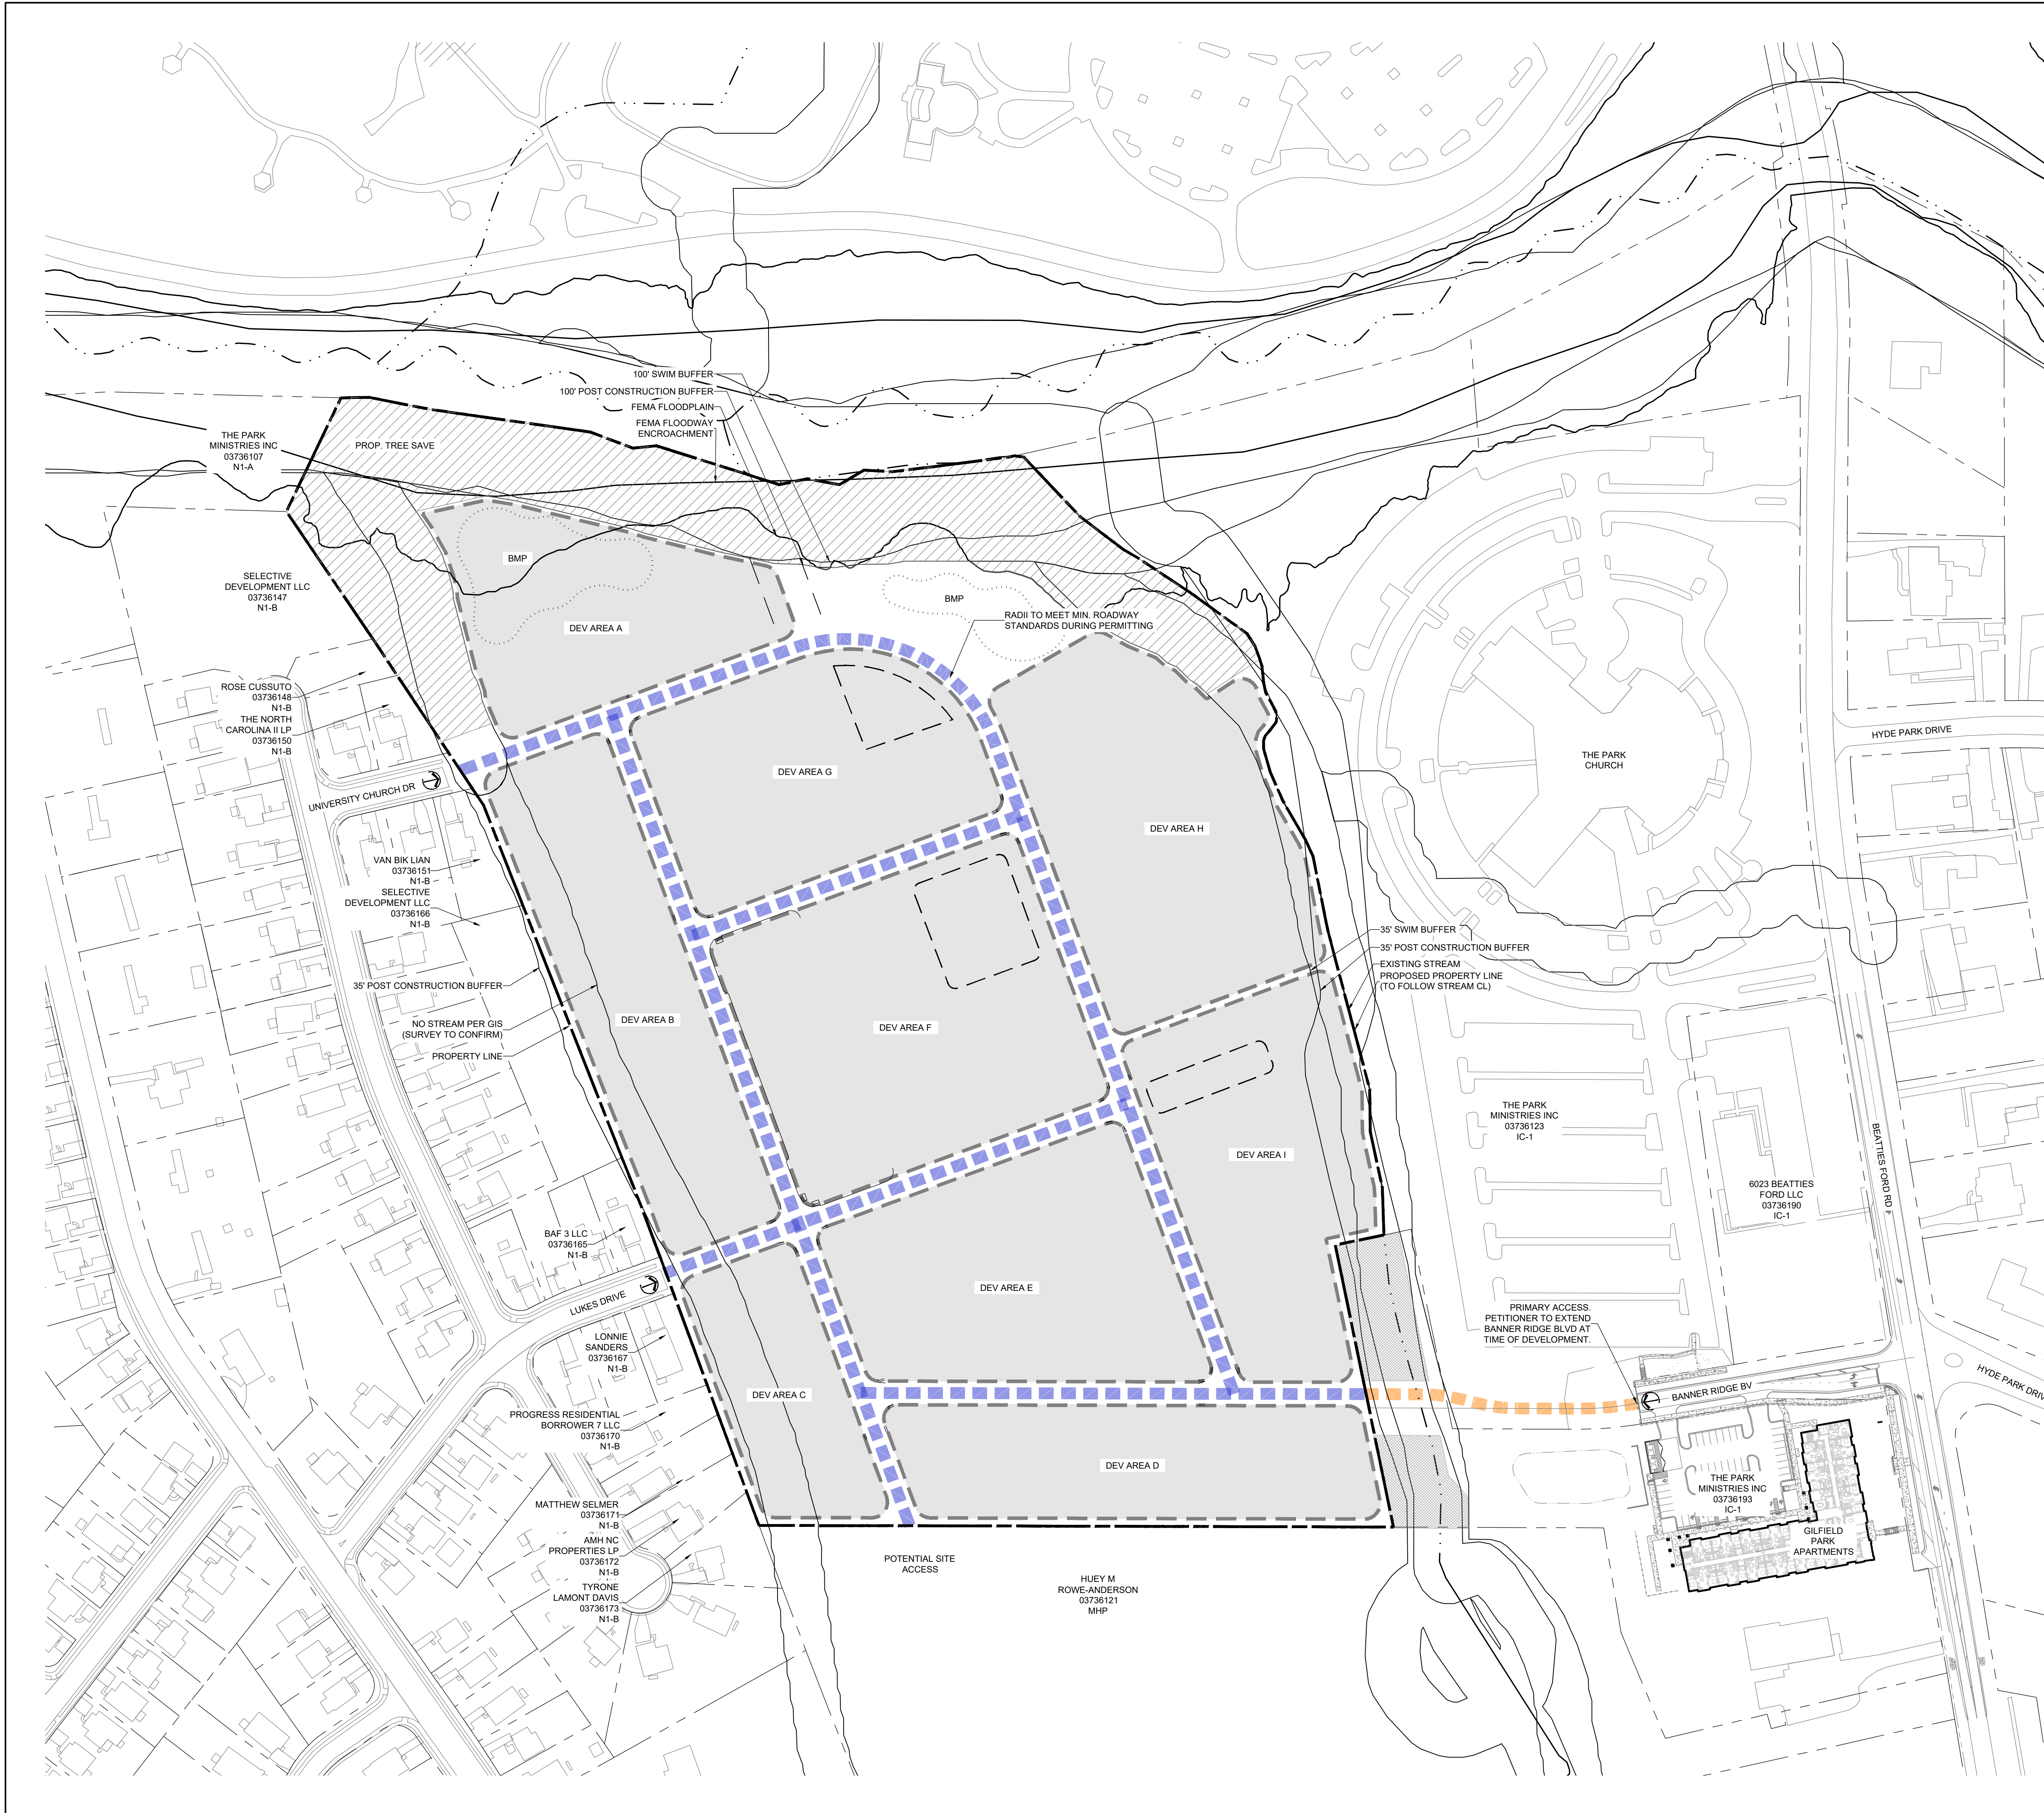 100' SWIM BUFFER
100' POST CONSTRUCTION BUFFER
FEMA FLOODPLAIN
FEMA FLOODWAY
ENCROACHMENT
THE PARK
MINISTRIES INC
03736107
N1-A
PROP. TREE SAVE
SELECTIVE
DEVELOPMENT LLC
03736147
N1-B
BMP
BMP
DEV AREA A
RADII TO MEET MIN. ROADWAY
STANDARDS DURING PERMITTING
ROSE CUSSUTO
03736148
N1-B
THE NORTH
CAROLINA II LP
03736150
N1-B
UNIVERSITY CHURCH DR
DEV AREA G
DEV AREA H
THE PARK
CHURCH
HYDE PARK DRIVE
VAN BIK LIAN
03736151
N1-B
SELECTIVE
DEVELOPMENT LLC
03736166
N1-B
35' POST CONSTRUCTION BUFFER
NO STREAM PER GIS
(SURVEY TO CONFIRM)
PROPERTY LINE
DEV AREA B
DEV AREA F
35' SWIM BUFFER
35' POST CONSTRUCTION BUFFER
EXISTING STREAM
PROPOSED PROPERTY LINE
(TO FOLLOW STREAM CL)
THE PARK
MINISTRIES INC
03736123
IC-1
6023 BEATTIES
FORD LLC
03736190
IC-1
BEATTIES FORD RD
DEV AREA I
BAF 3 LLC
03736165
N1-B
LUKES DRIVE
DEV AREA E
LONNIE
SANDERS
03736167
N1-B
PRIMARY ACCESS.
PETITIONER TO EXTEND
BANNER RIDGE BLVD AT
TIME OF DEVELOPMENT.
HYDE PARK DRIV
BANNER RIDGE BV
DEV AREA C
PROGRESS RESIDENTIAL
BORROWER 7 LLC
03736170
N1-B
DEV AREA D
THE PARK
MINISTRIES INC
03736193
IC-1
GILFIELD
PARK
APARTMENTS
MATTHEW SELMER
03736171
N1-B
AMH NC
PROPERTIES LP
03736172
N1-B
TYRONE
LAMONT DAVIS
03736173
N1-B
POTENTIAL SITE
ACCESS
HUEY M
ROWE-ANDERSON
03736121
MHP